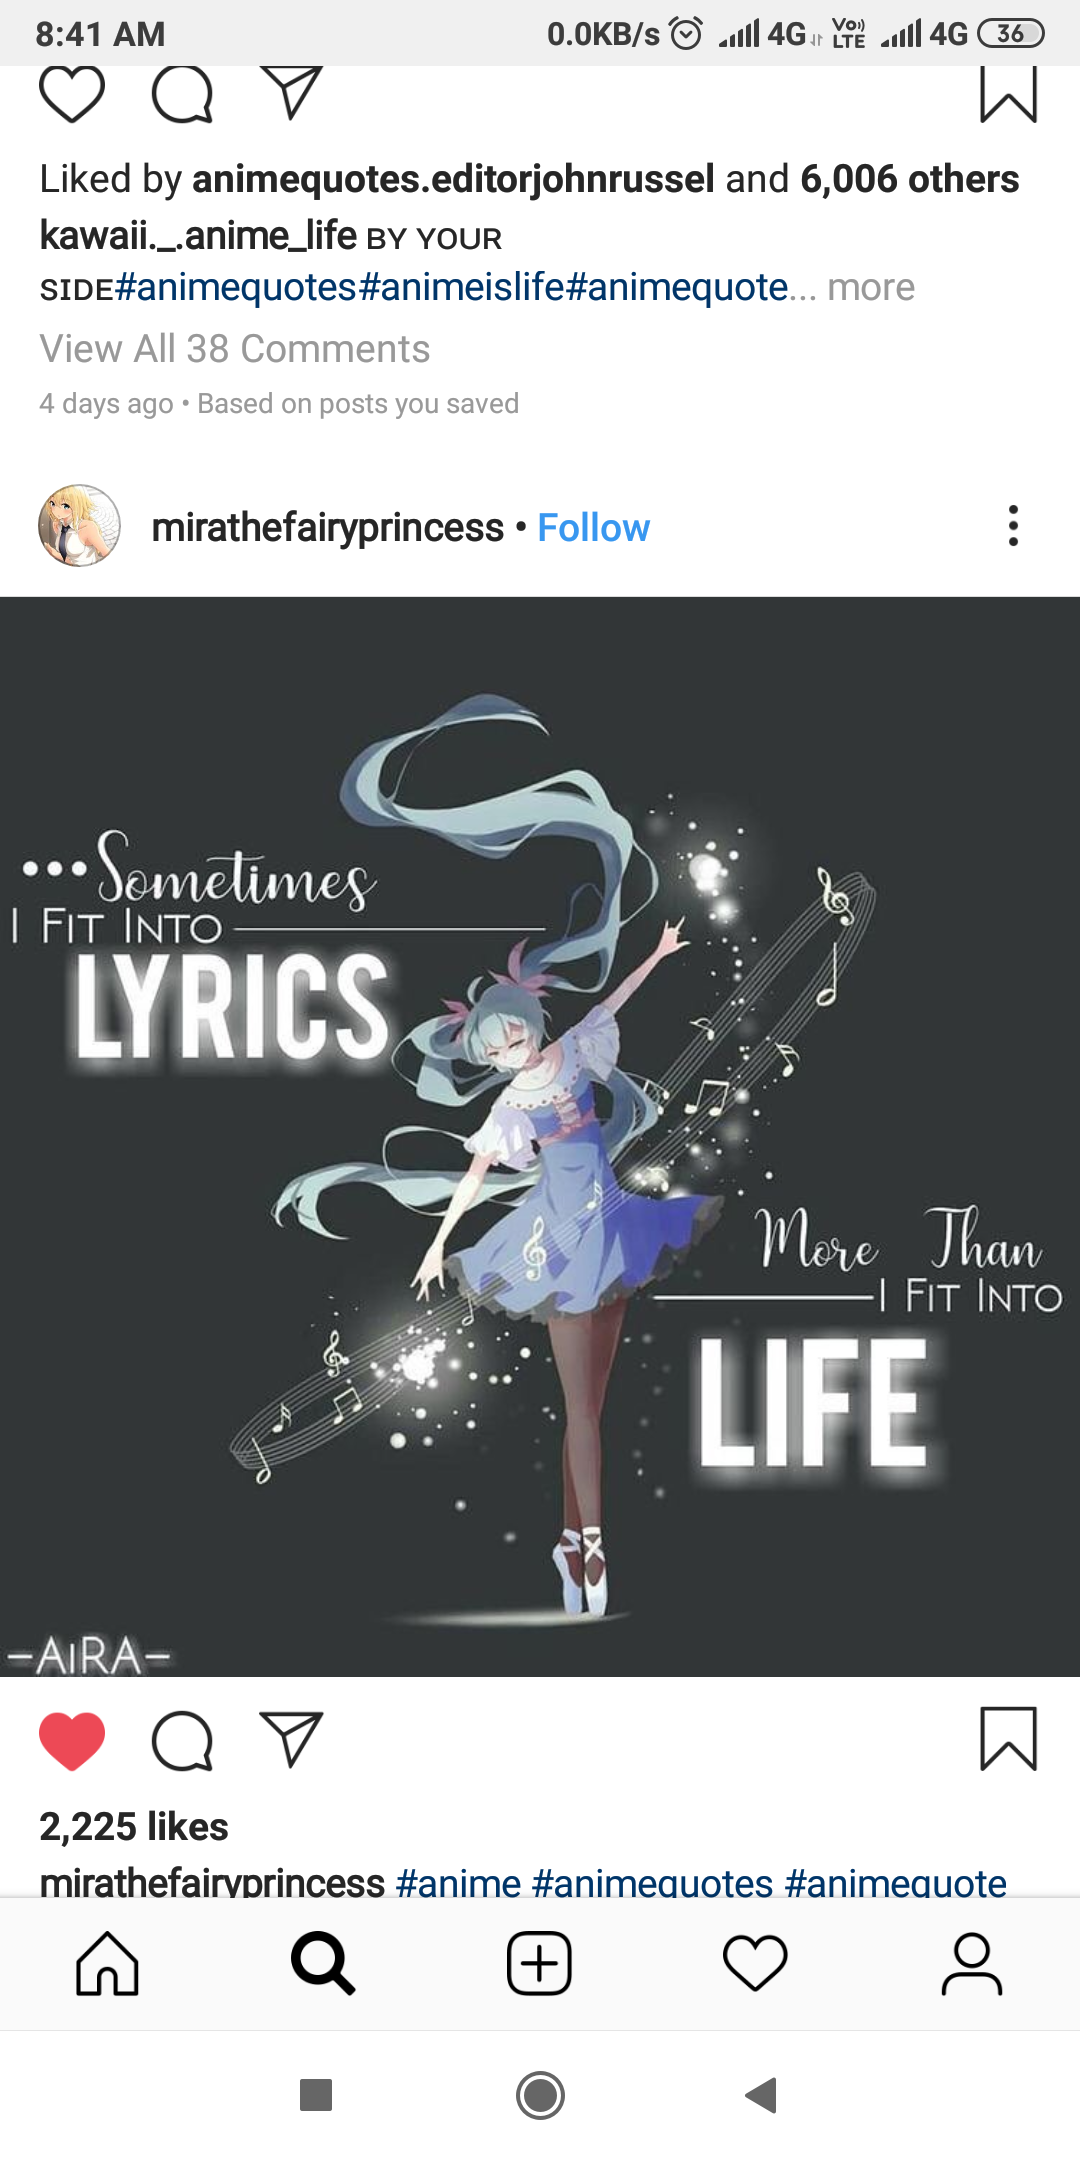 8:41 AM 0.0KB/s 4G VoLTE 4G 36
Liked by animequotes.editorjohnrussel and 6,006 others
kawaii._.anime_life BY YOUR
SIDE#animequotes#animeislife#animequote... more
View All 38 Comments
4 days ago • Based on posts you saved
mirathefairyprincess • Follow
...Sometimes
I FIT INTO
LYRICS
More Than
I FIT INTO
LIFE
-AiRA-
2,225 likes
mirathefairyprincess #anime #animequotes #animequote